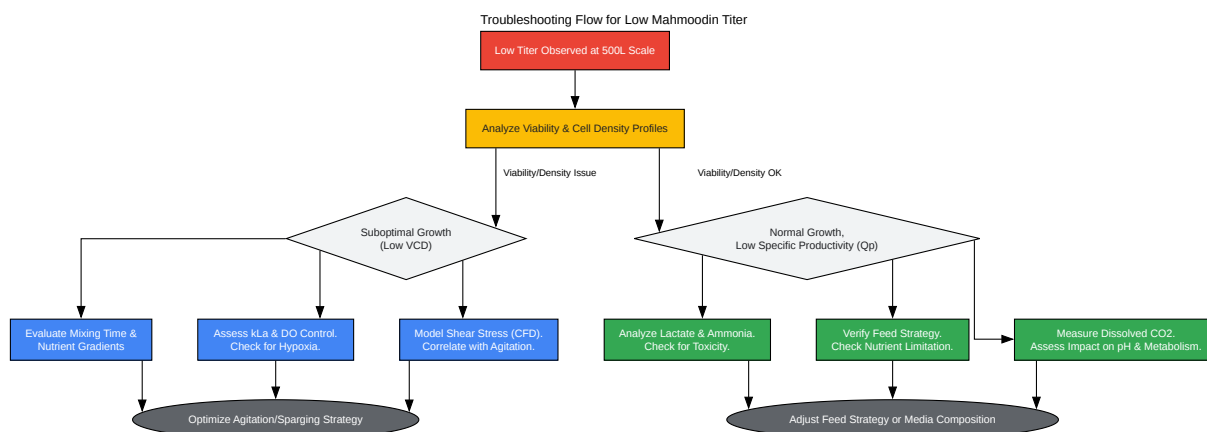 Troubleshooting Flow for Low Mahmoodin Titer
Low Titer Observed at 500L Scale
Analyze Viability & Cell Density Profiles
Viability/Density Issue
Viability/Density OK
Suboptimal Growth
(Low VCD)
Normal Growth,
Low Specific Productivity (Qp)
Evaluate Mixing Time &
Nutrient Gradients
Assess kLa & DO Control.
Check for Hypoxia.
Model Shear Stress (CFD).
Correlate with Agitation.
Analyze Lactate & Ammonia.
Check for Toxicity.
Verify Feed Strategy.
Check Nutrient Limitation.
Measure Dissolved CO2.
Assess Impact on pH & Metabolism.
Optimize Agitation/Sparging Strategy
Adjust Feed Strategy or Media Composition